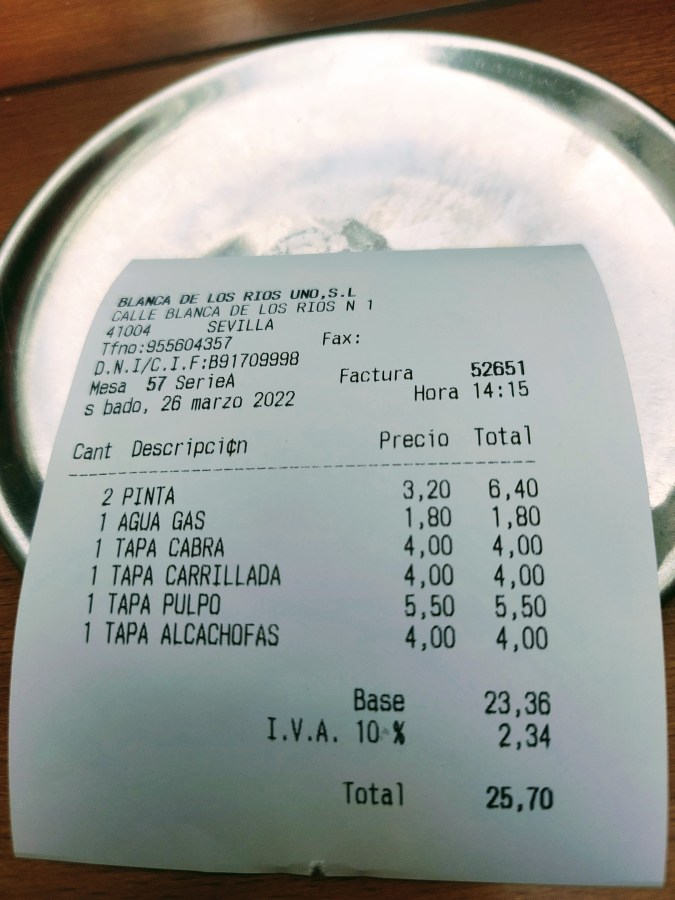 BLANCA DE LOS RIOS UNO,S.L
CALLE BLANCA DE LOS RIOS N 1
41004 SEVILLA
Tfno:955604357 Fax:
D.N.I/C.I.F:B91709998
Mesa 57 SerieA Factura 52651
s bado, 26 marzo 2022 Hora 14:15
Cant Descripci¢n Precio Total
2 PINTA 3,20 6,40
1 AGUA GAS 1,80 1,80
1 TAPA CABRA 4,00 4,00
1 TAPA CARRILLADA 4,00 4,00
1 TAPA PULPO 5,50 5,50
1 TAPA ALCACHOFAS 4,00 4,00
Base 23,36
I.V.A. 10 % 2,34
Total 25,70